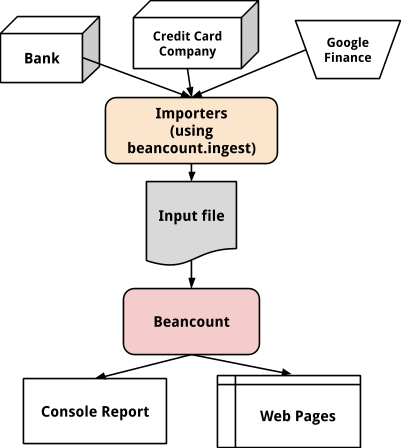 Bank
Credit Card
Company
Google
Finance
Importers
(using
beancount.ingest)
Input file
Beancount
Console Report
Web Pages